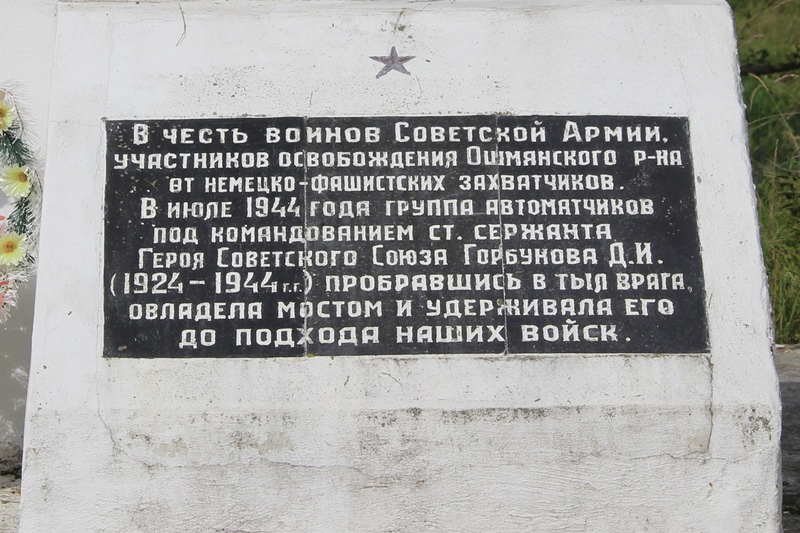 В честь воинов Советской Армии,
участников освобождения Ошмянского р-на
от немецко-фашистских захватчиков.
В июле 1944 года группа автоматчиков
под командованием ст. сержанта
Героя Советского Союза Горбунова Д.И.
(1924-1944 г.г.) пробравшись в тыл врага,
овладела мостом и удерживала его
до подхода наших войск.